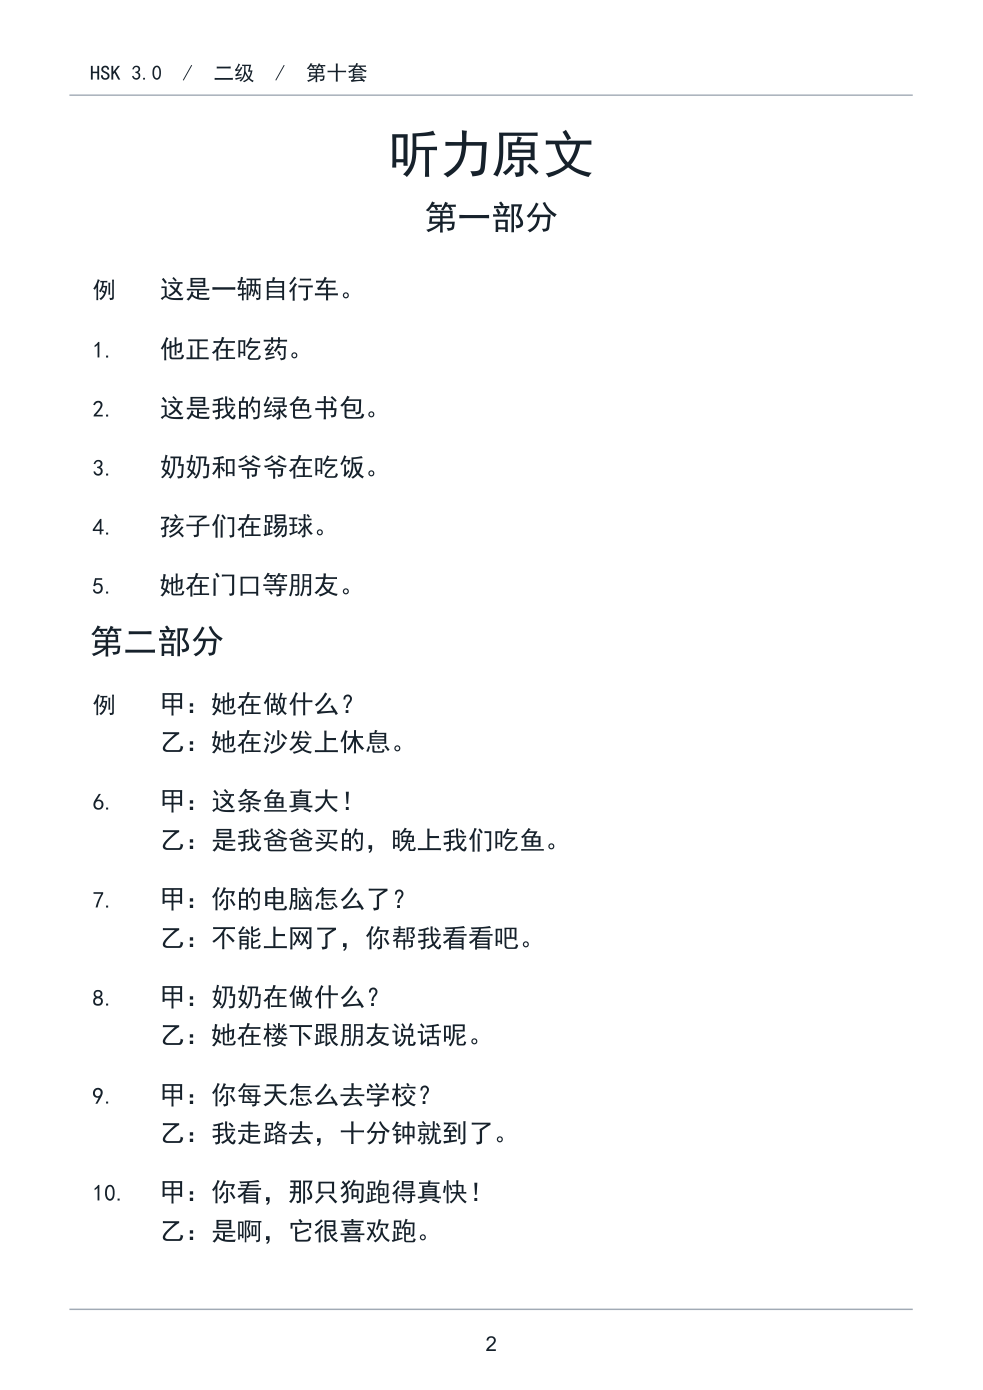 HSK 3.0 / 二级 / 第十套
听力原文
第一部分
例 这是一辆自行车。
1. 他正在吃药。
2. 这是我的绿色书包。
3. 奶奶和爷爷在吃饭。
4. 孩子们在踢球。
5. 她在门口等朋友。
第二部分
例 甲：她在做什么？
乙：她在沙发上休息。
6. 甲：这条鱼真大！
乙：是我爸爸买的，晚上我们吃鱼。
7. 甲：你的电脑怎么了？
乙：不能上网了，你帮我看看吧。
8. 甲：奶奶在做什么？
乙：她在楼下跟朋友说话呢。
9. 甲：你每天怎么去学校？
乙：我走路去，十分钟就到了。
10. 甲：你看，那只狗跑得真快！
乙：是啊，它很喜欢跑。
2